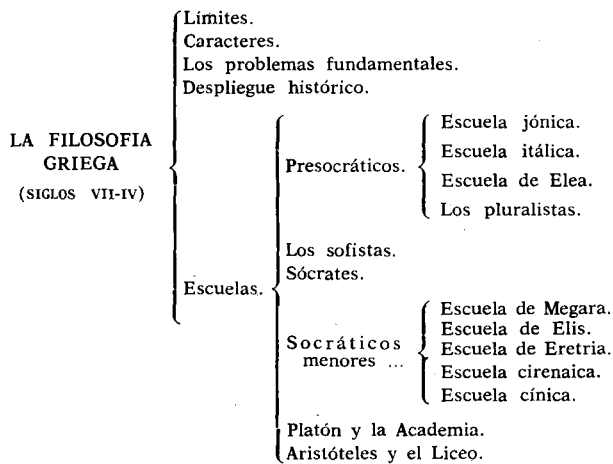 LA FILOSOFIA
GRIEGA
(SIGLOS VII-IV)
Límites.
Caracteres.
Los problemas fundamentales.
Despliegue histórico.
Escuelas.
Presocráticos.
Escuela jónica.
Escuela itálica.
Escuela de Elea.
Los pluralistas.
Los sofistas.
Sócrates.
Socráticos
menores ...
Escuela de Megara.
Escuela de Elis.
Escuela de Eretria.
Escuela cirenaica.
Escuela cínica.
Platón y la Academia.
Aristóteles y el Liceo.